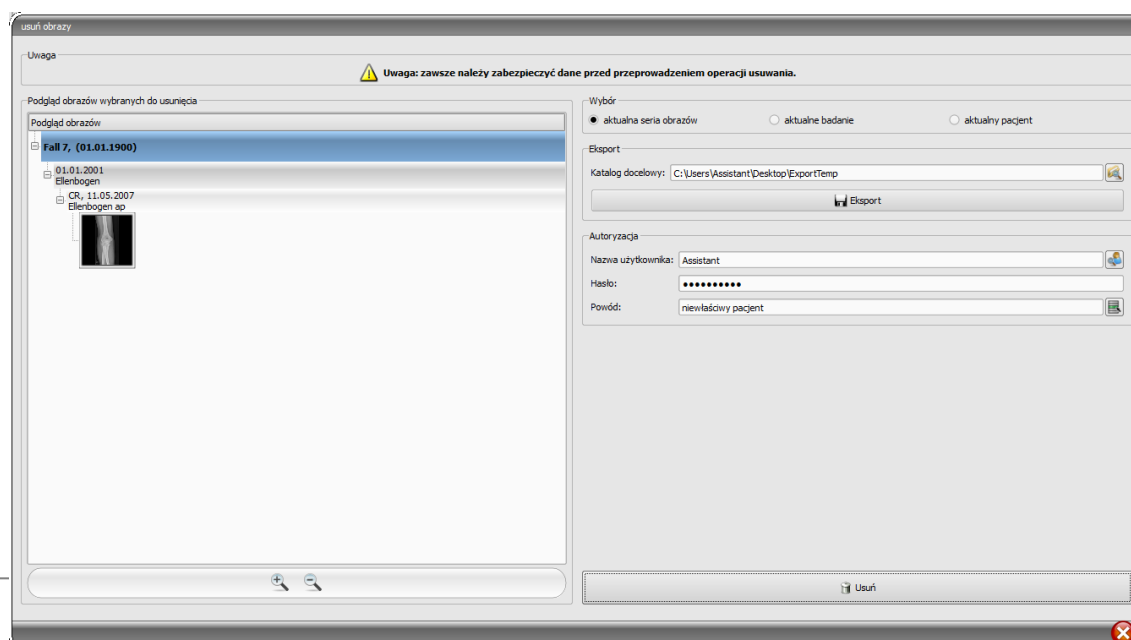 usuń obrazy
Uwaga
Uwaga: zawsze należy zabezpieczyć dane przed przeprowadzeniem operacji usuwania.
Podgląd obrazów wybranych do usunięcia
Podgląd obrazów
Fall 7, (01.01.1900)
01.01.2001
Ellenbogen
CR, 11.05.2007
Ellenbogen ap
Wybór
aktualna seria obrazów
aktualne badanie
aktualny pacjent
Eksport
Katalog docelowy: C:\Users\Assistant\Desktop\ExportTemp
Eksport
Autoryzacja
Nazwa użytkownika: Assistant
Hasło: ●●●●●●●●●●
Powód: niewłaściwy pacjent
Usuń